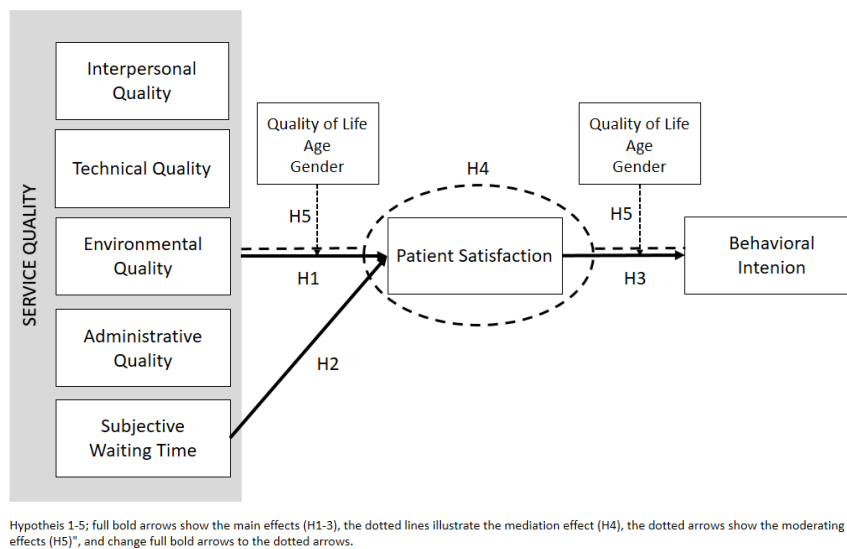 SERVICE QUALITY
Interpersonal
Quality
Technical Quality
Environmental
Quality
Administrative
Quality
Subjective
Waiting Time
Quality of Life
Age
Gender
H5
H1
H2
H4
Patient Satisfaction
Quality of Life
Age
Gender
H5
H3
Behavioral
Intenion
Hypotheis 1-5; full bold arrows show the main effects (H1-3), the dotted lines illustrate the mediation effect (H4), the dotted arrows show the moderating
effects (H5)", and change full bold arrows to the dotted arrows.